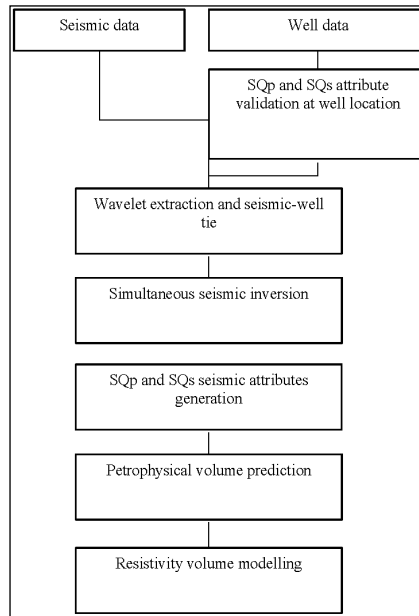 Seismic data
Well data
SQp and SQs attribute
validation at well location
Wavelet extraction and seismic-well
tie
Simultaneous seismic inversion
SQp and SQs seismic attributes
generation
Petrophysical volume prediction
Resistivity volume modelling